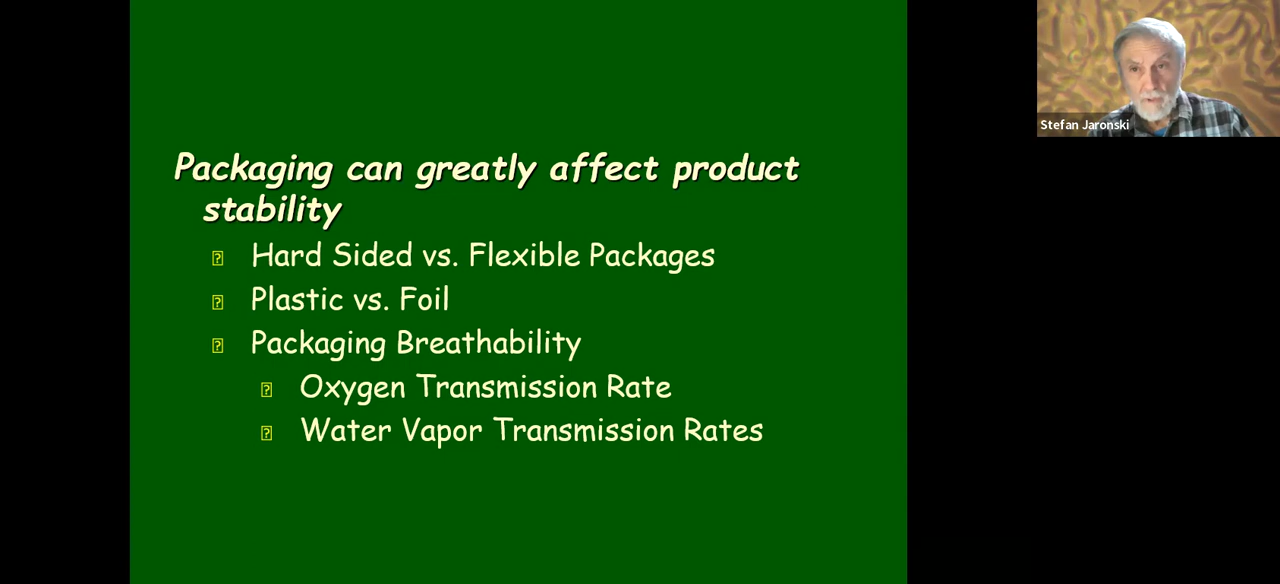 Packaging can greatly affect product
stability
Hard Sided vs. Flexible Packages
Plastic vs. Foil
Packaging Breathability
Oxygen Transmission Rate
Water Vapor Transmission Rates
Stefan Jaronski